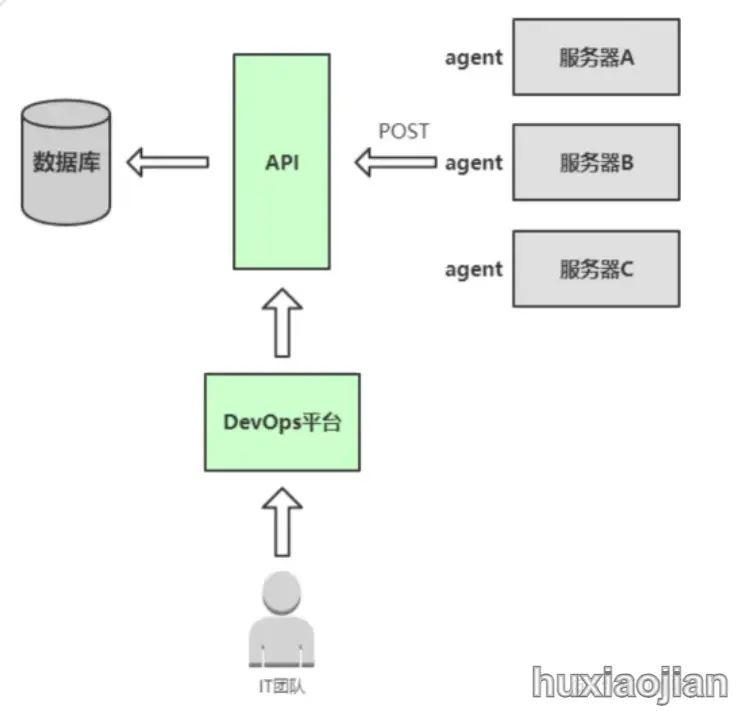 agent 服务器A
POST
数据库
API
agent 服务器B
agent 服务器C
DevOps平台
IT团队
huxiaojian